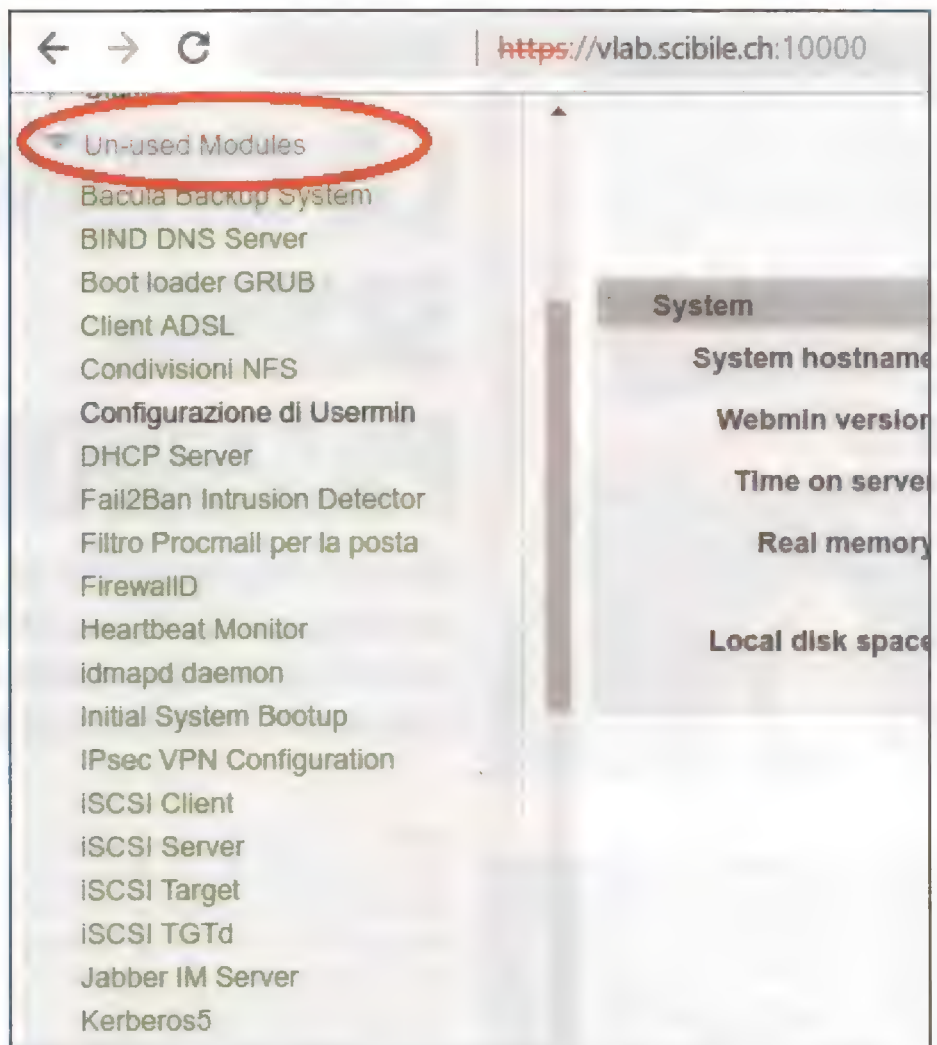 https://vlab.scibile.ch:10000
Un-used Modules
Bacula Backup System
BIND DNS Server
Boot loader GRUB
Client ADSL
Condivisioni NFS
Configurazione di Usermin
DHCP Server
Fail2Ban Intrusion Detector
Filtro Procmail per la posta
FirewallD
Heartbeat Monitor
idmapd daemon
Initial System Bootup
IPsec VPN Configuration
iSCSI Client
iSCSI Server
iSCSI Target
iSCSI TGTd
Jabber IM Server
Kerberos5
System
System hostname
Webmin version
Time on server
Real memory
Local disk space